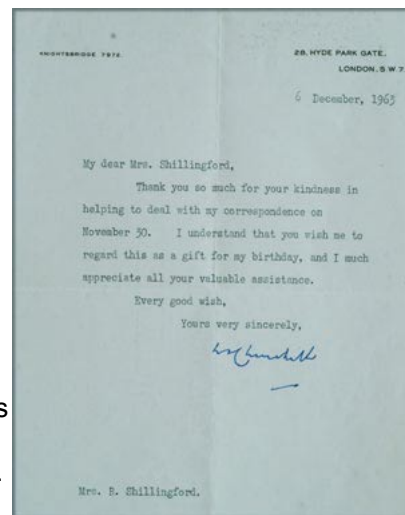 KNIGHTSBRIDGE 7972.
28, HYDE PARK GATE,
LONDON. S W 7.
6 December, 1963
My dear Mrs. Shillingford,
Thank you so much for your kindness in
helping to deal with my correspondence on
November 30. I understand that you wish me to
regard this as a gift for my birthday, and I much
appreciate all your valuable assistance.
Every good wish,
Yours very sincerely,
Mrs. B. Shillingford.
s